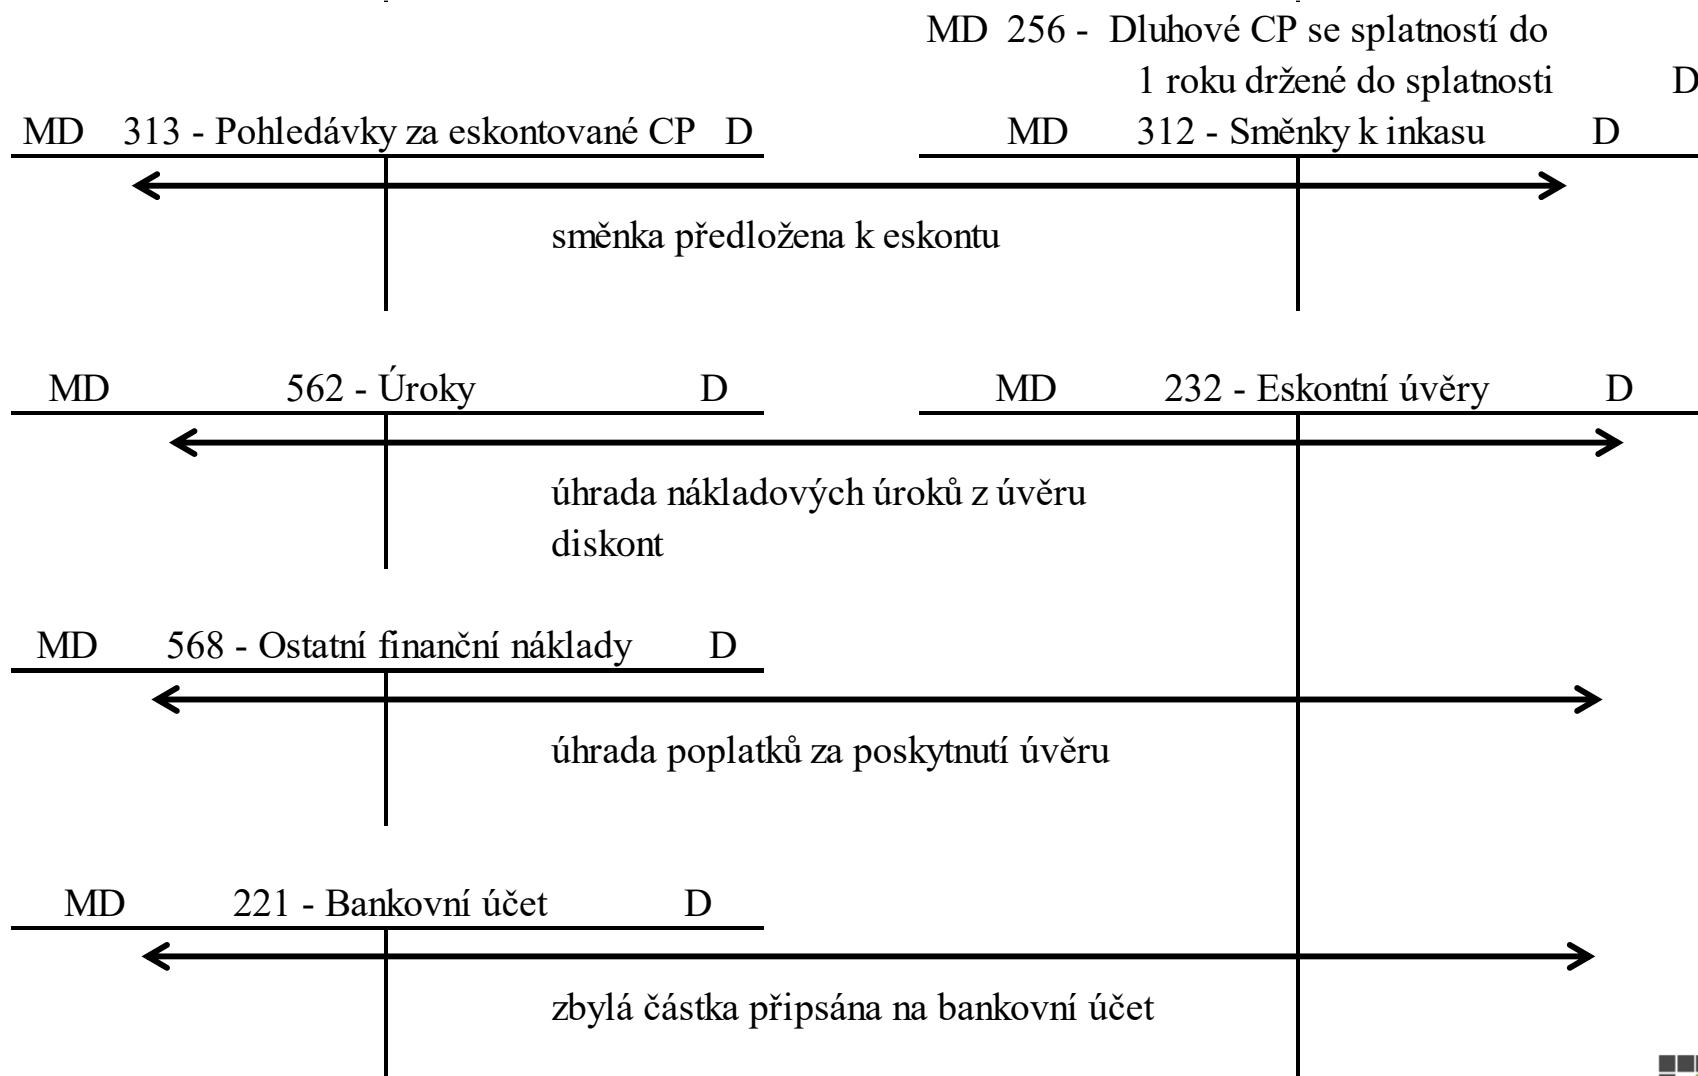 MD 256 - Dluhové CP se splatností do
1 roku držené do splatnosti D
MD 313 - Pohledávky za eskontované CP D
MD 312 - Směnky k inkasu D
směnka předložena k eskontu
MD 562 - Úroky D
MD 232 - Eskontní úvěry D
úhrada nákladových úroků z úvěru
diskont
MD 568 - Ostatní finanční náklady D
úhrada poplatků za poskytnutí úvěru
MD 221 - Bankovní účet D
zbylá částka připsána na bankovní účet